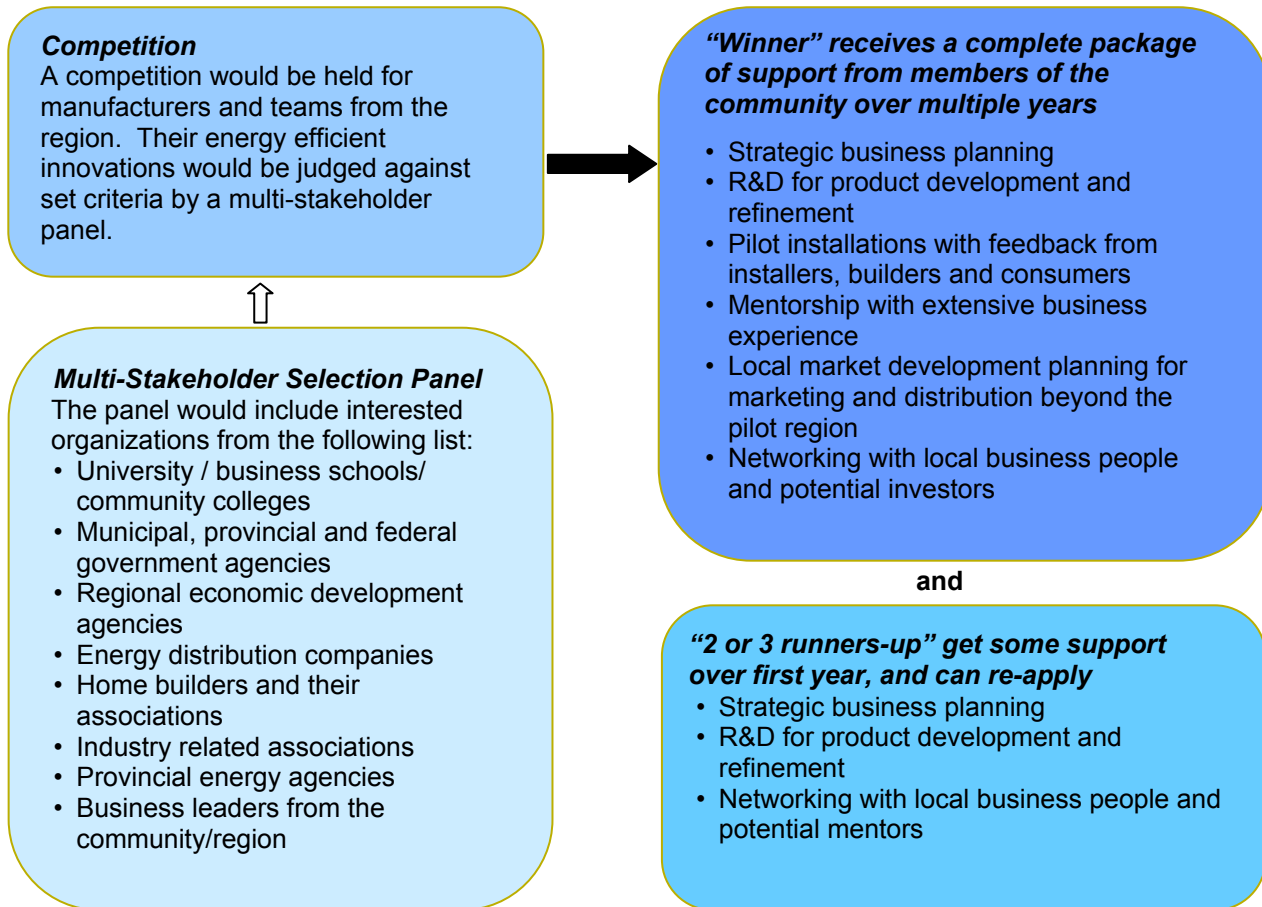 Competition
A competition would be held for
manufacturers and teams from the
region.  Their energy efficient
innovations would be judged against
set criteria by a multi-stakeholder
panel.
Multi-Stakeholder Selection Panel
The panel would include interested
organizations from the following list:
• University / business schools/
community colleges
• Municipal, provincial and federal
government agencies
• Regional economic development
agencies
• Energy distribution companies
• Home builders and their
associations
• Industry related associations
• Provincial energy agencies
• Business leaders from the
community/region
“Winner” receives a complete package
of support from members of the
community over multiple years
• Strategic business planning
• R&D for product development and
refinement
• Pilot installations with feedback from
installers, builders and consumers
• Mentorship with extensive business
experience
• Local market development planning for
marketing and distribution beyond the
pilot region
• Networking with local business people
and potential investors
and
“2 or 3 runners-up” get some support
over first year, and can re-apply
• Strategic business planning
• R&D for product development and
refinement
• Networking with local business people and
potential mentors